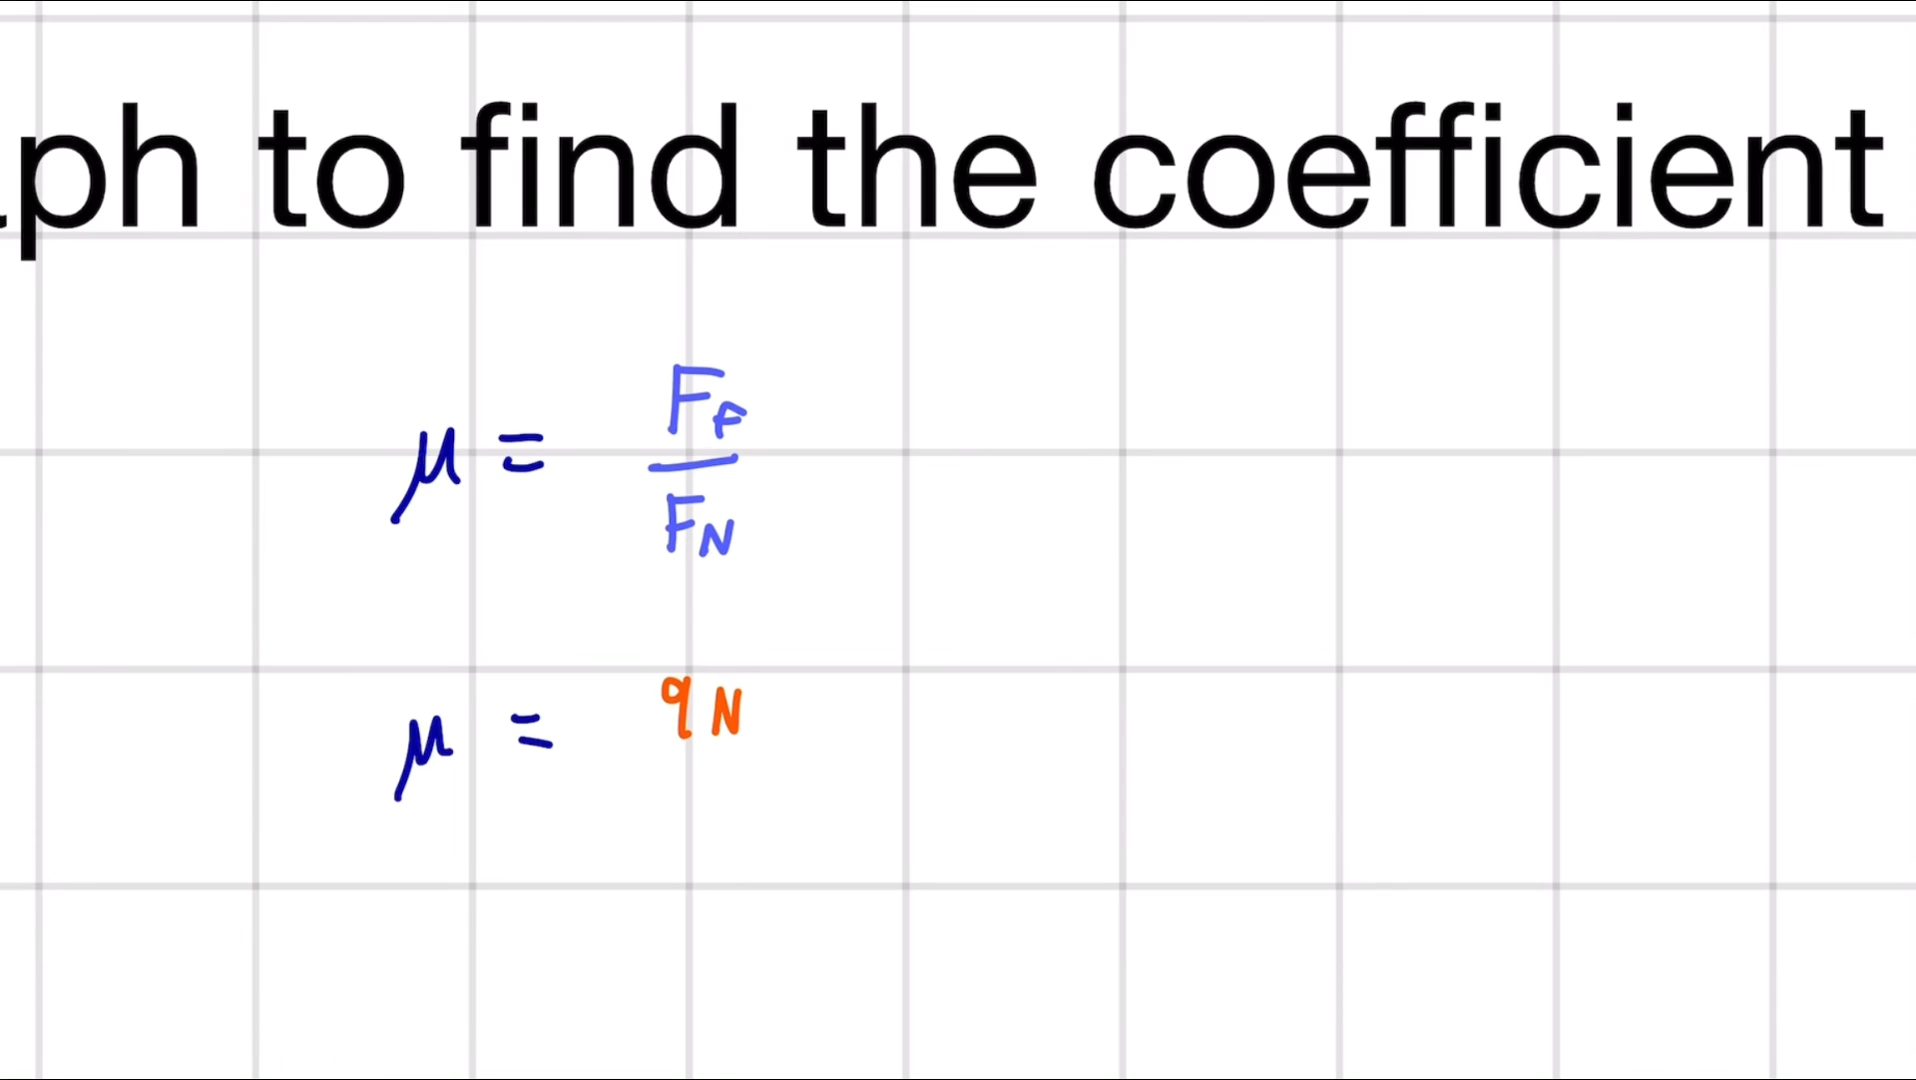 ph to find the coefficient
μ = F_F / F_N
μ = 9 N